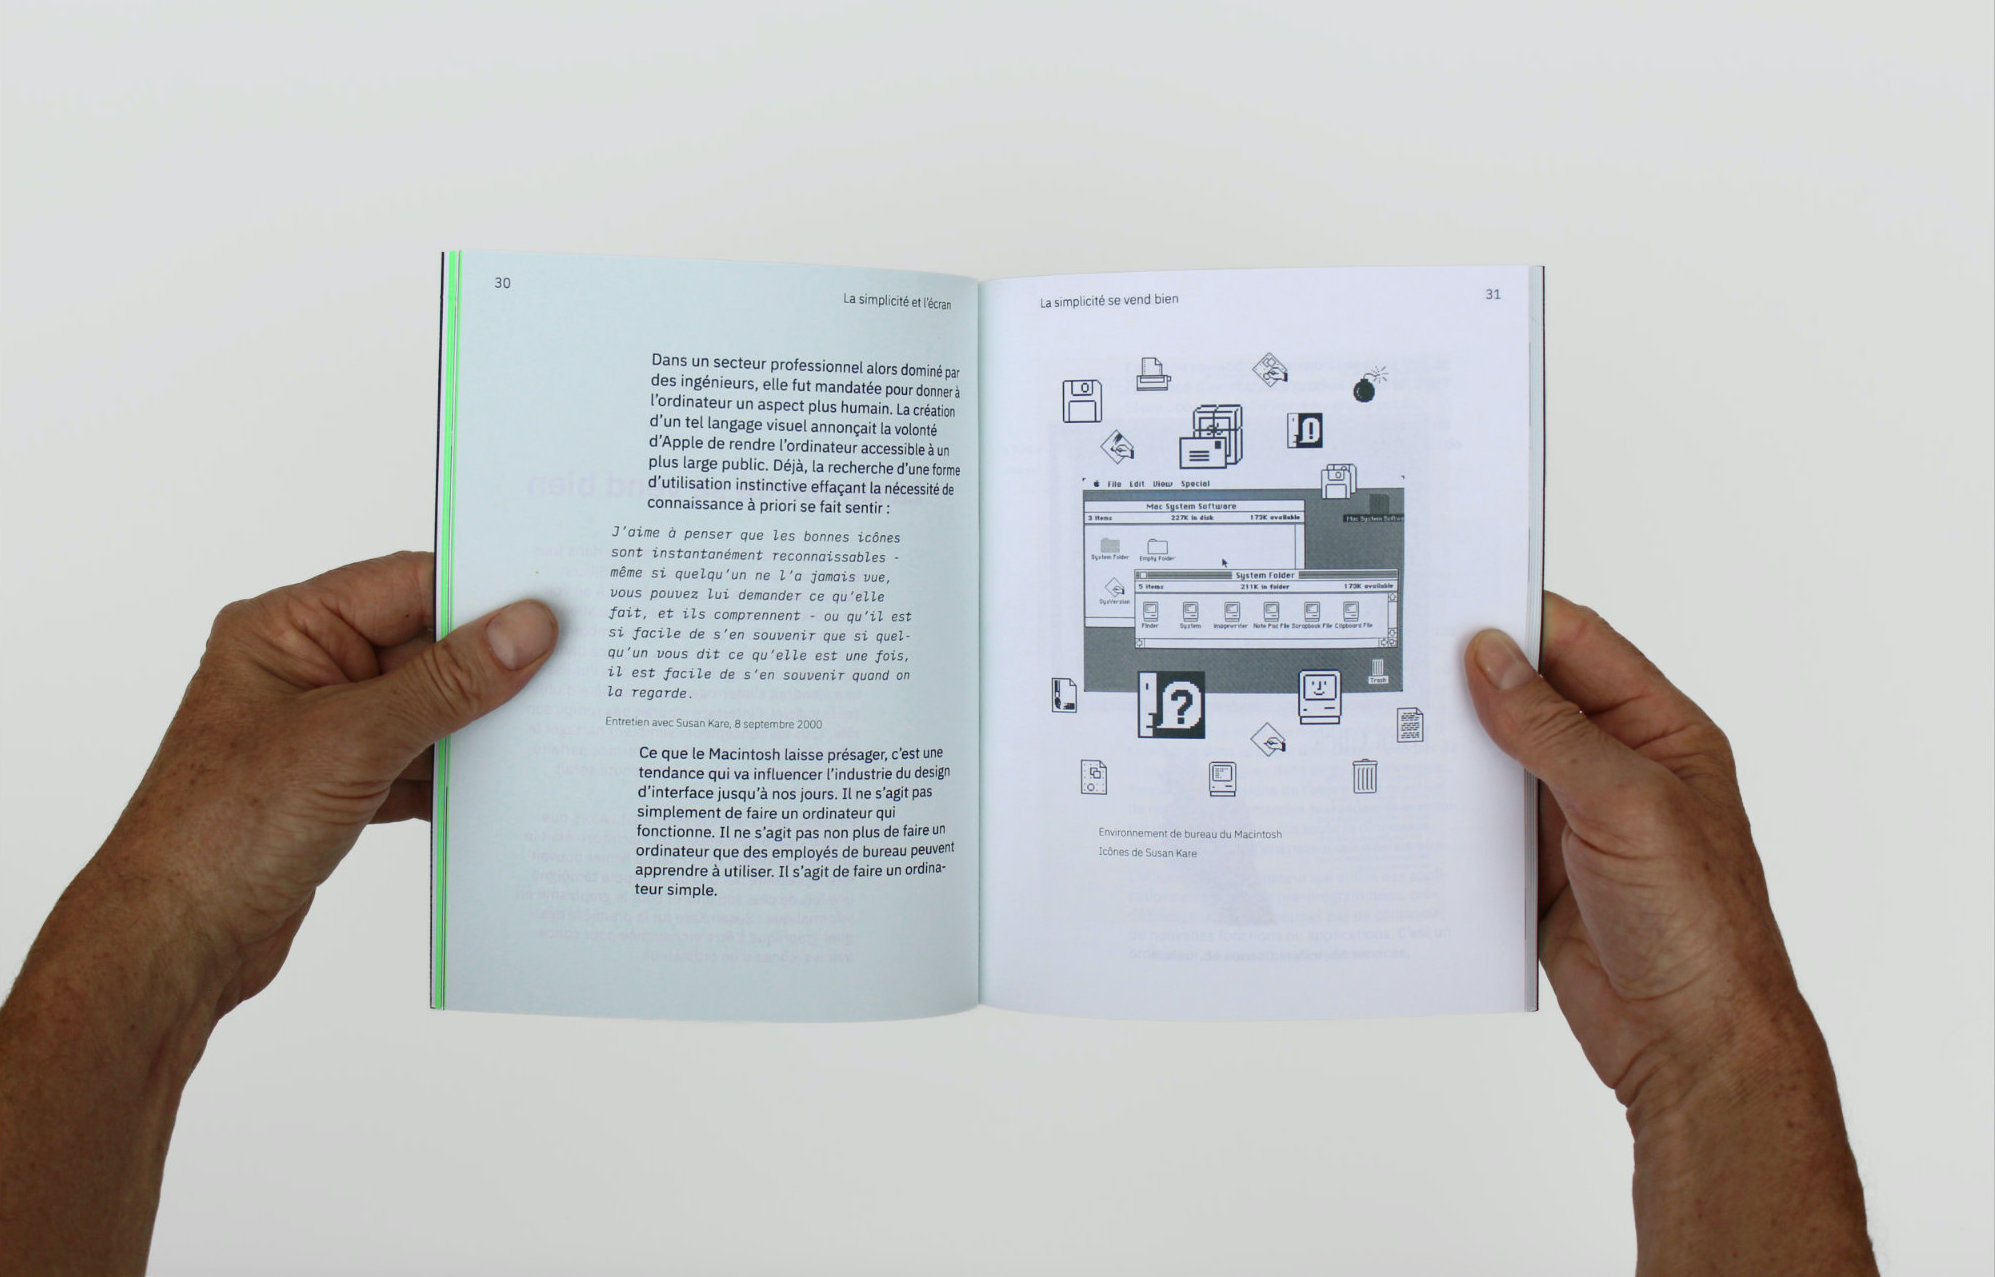 30
La simplicité et l'écran
Dans un secteur professionnel alors dominé par
des ingénieurs, elle fut mandatée pour donner à
l'ordinateur un aspect plus humain. La création
d'un tel langage visuel annonçait la volonté
d'Apple de rendre l'ordinateur accessible à un
plus large public. Déjà, la recherche d'une forme
d'utilisation instinctive effaçant la nécessité de
connaissance à priori se fait sentir :
J'aime à penser que les bonnes icônes
sont instantanément reconnaissables -
même si quelqu'un ne l'a jamais vue,
vous pouvez lui demander ce qu'elle
fait, et ils comprennent - ou qu'il est
si facile de s'en souvenir que si quel-
qu'un vous dit ce qu'elle est une fois,
il est facile de s'en souvenir quand on
la regarde.
Entretien avec Susan Kare, 8 septembre 2000
Ce que le Macintosh laisse présager, c'est une
tendance qui va influencer l'industrie du design
d'interface jusqu'à nos jours. Il ne s'agit pas
simplement de faire un ordinateur qui
fonctionne. Il ne s'agit pas non plus de faire un
ordinateur que des employés de bureau peuvent
apprendre à utiliser. Il s'agit de faire un ordina-
teur simple.
La simplicité se vend bien
31
File Edit View Special
Mac System Software
3 items 227K in disk 173K available
Mac System Softwa
System Folder Empty Folder
System Folder
5 items 211K in folder 173K available
SysVersion
Finder System Imagewriter Note Pad File Scrapbook File Clipboard File
Trash
Environnement de bureau du Macintosh
Icônes de Susan Kare